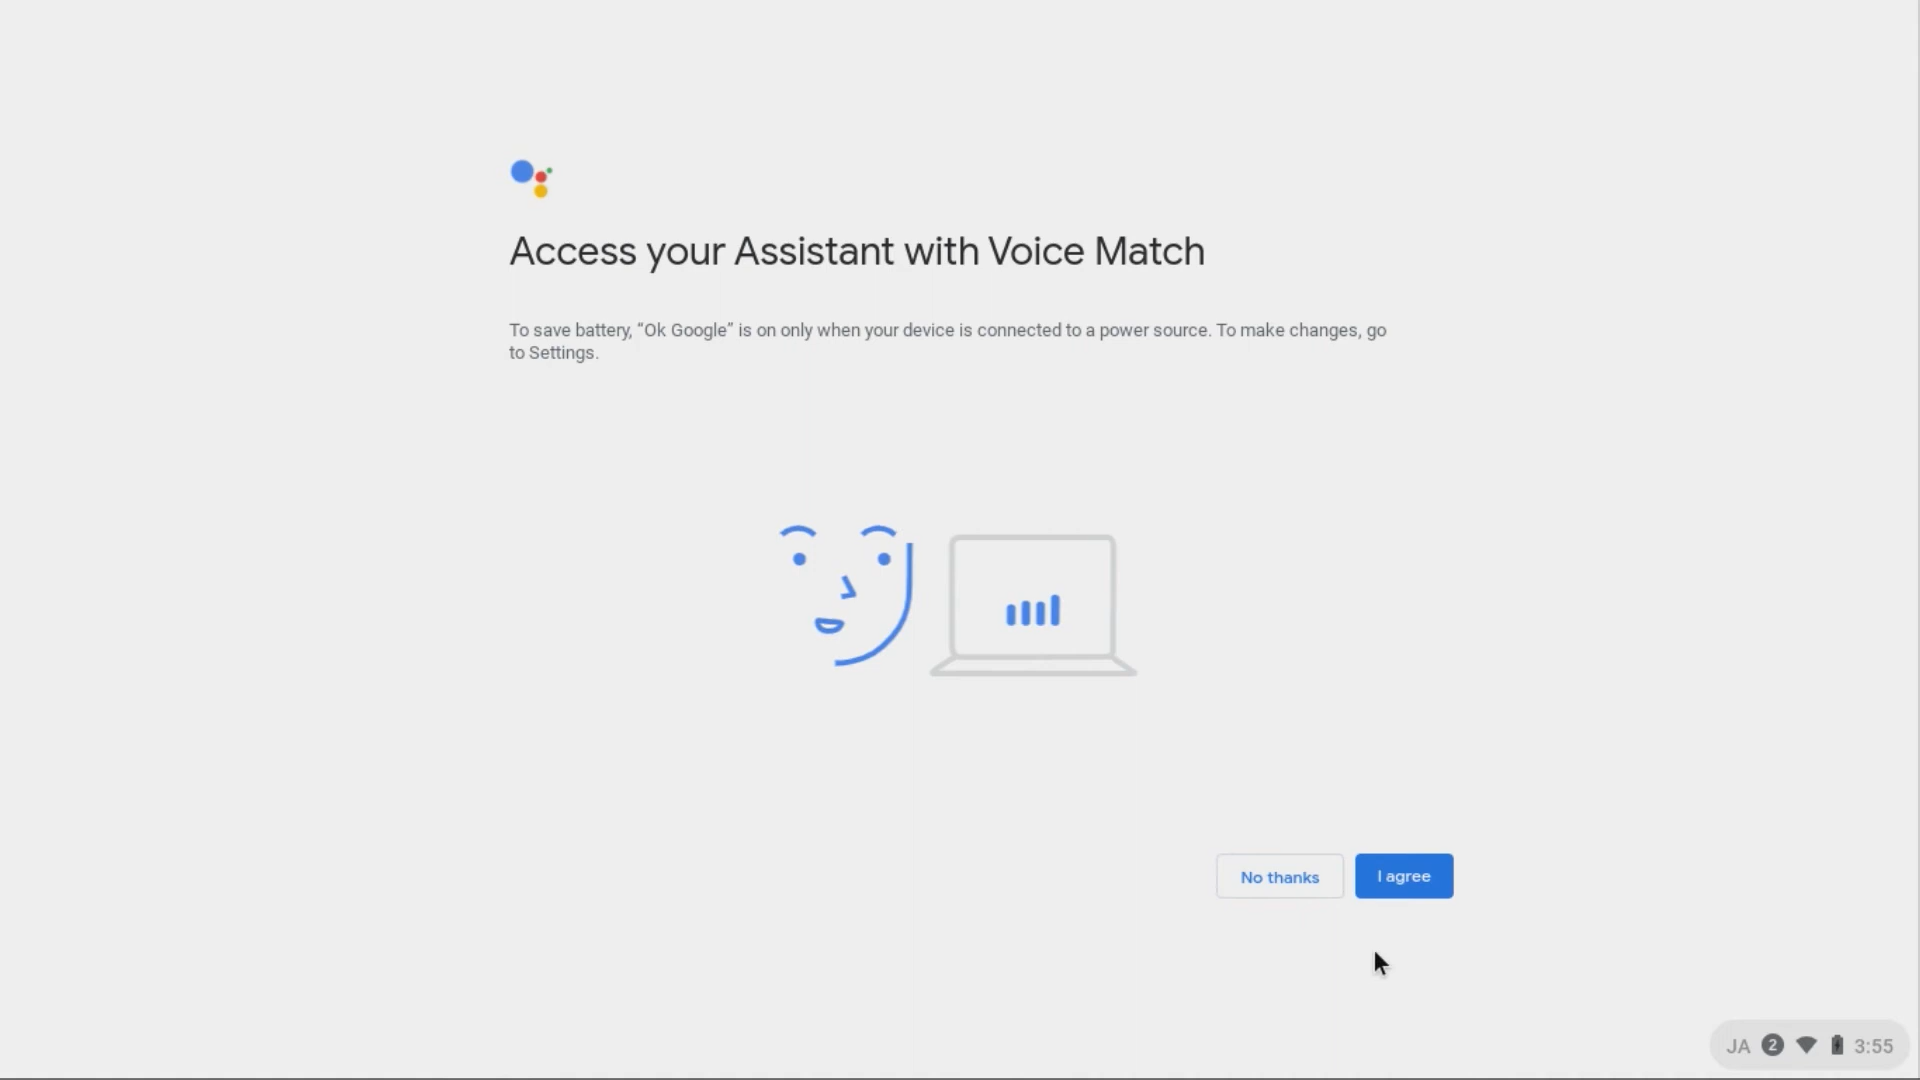 Access your Assistant with Voice Match
To save battery, “Ok Google” is on only when your device is connected to a power source. To make changes, go
to Settings.
No thanks
I agree
JA 2 3:55